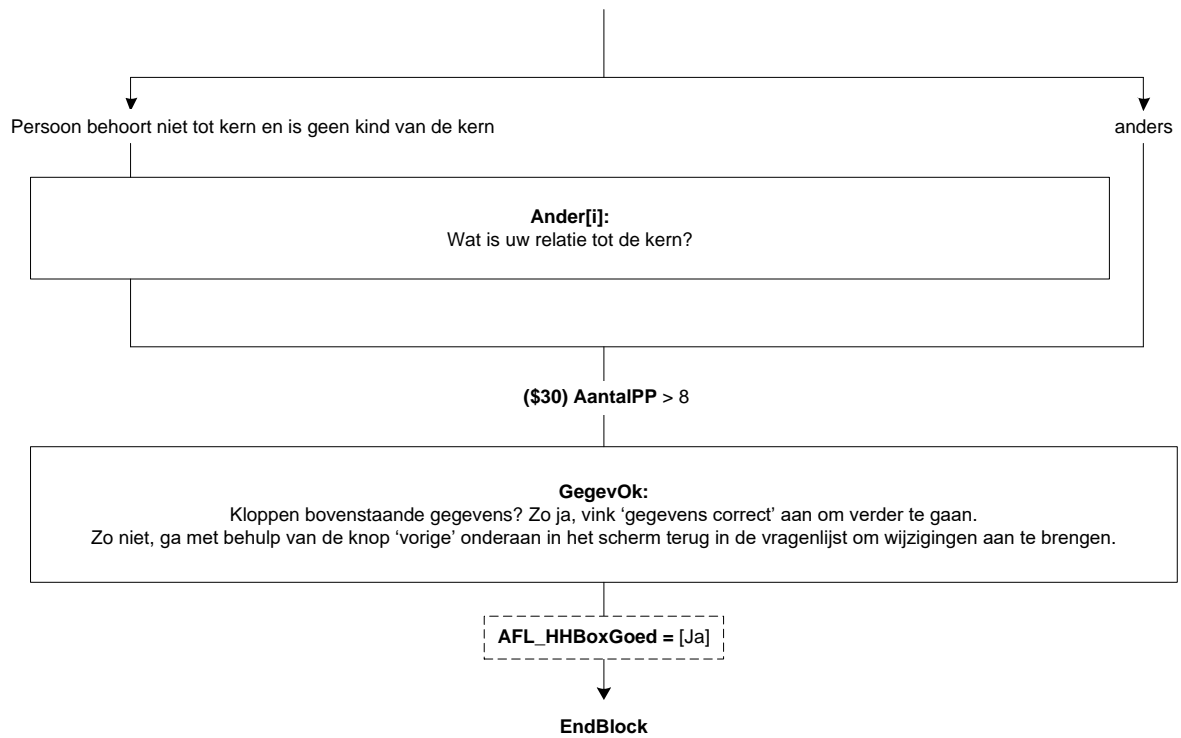 Persoon behoort niet tot kern en is geen kind van de kern
anders
Ander[i]:
Wat is uw relatie tot de kern?
($30) AantalPP > 8
GegevOk:
Kloppen bovenstaande gegevens? Zo ja, vink ‘gegevens correct’ aan om verder te gaan.
Zo niet, ga met behulp van de knop ‘vorige’ onderaan in het scherm terug in de vragenlijst om wijzigingen aan te brengen.
AFL_HHBoxGoed = [Ja]
EndBlock